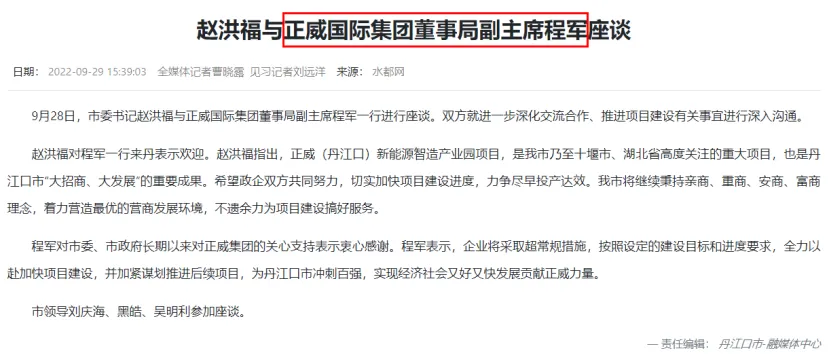 赵洪福与正威国际集团董事局副主席程军座谈
日期： 2022-09-29 15:39:03 全媒体记者曹晓露 见习记者刘远洋 来源： 水都网
9月28日，市委书记赵洪福与正威国际集团董事局副主席程军一行进行座谈。双方就进一步深化交流合作、推进项目建设有关事宜进行深入沟通。
赵洪福对程军一行来丹表示欢迎。赵洪福指出，正威（丹江口）新能源智造产业园项目，是我市乃至十堰市、湖北省高度关注的重大项目，也是丹
江口市“大招商、大发展”的重要成果。希望政企双方共同努力，切实加快项目建设进度，力争尽早投产达效。我市将继续秉持亲商、重商、安商、富商
理念，着力营造最优的营商发展环境，不遗余力为项目建设搞好服务。
程军对市委、市政府长期以来对正威集团的关心支持表示衷心感谢。程军表示，企业将采取超常规措施，按照设定的建设目标和进度要求，全力以
赴加快项目建设，并加紧谋划推进后续项目，为丹江口市冲刺百强，实现经济社会又好又快发展贡献正威力量。
市领导刘庆海、黑皓、吴明利参加座谈。
— 责任编辑： 丹江口市-融媒体中心